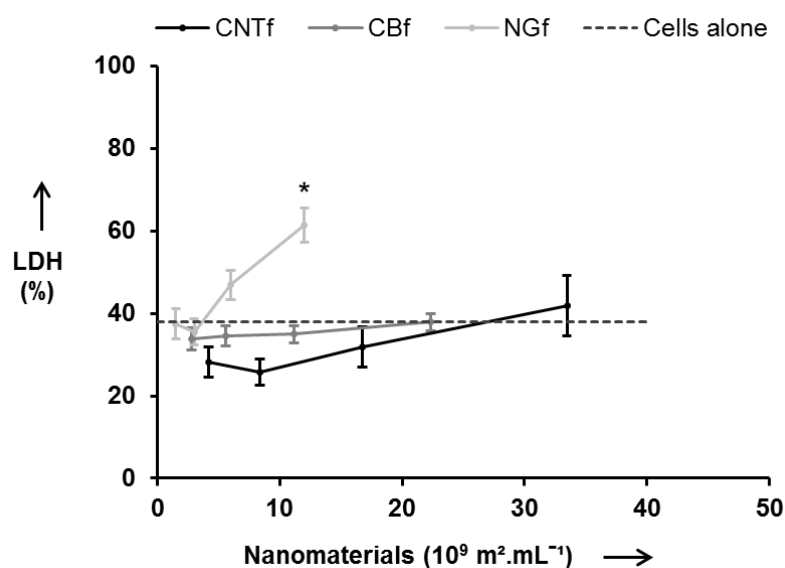 CNTf CBf NGf Cells alone
100
80
*
60
LDH
(%)
40
20
0
0 10 20 30 40 50
Nanomaterials (10⁹ m².mL⁻¹)